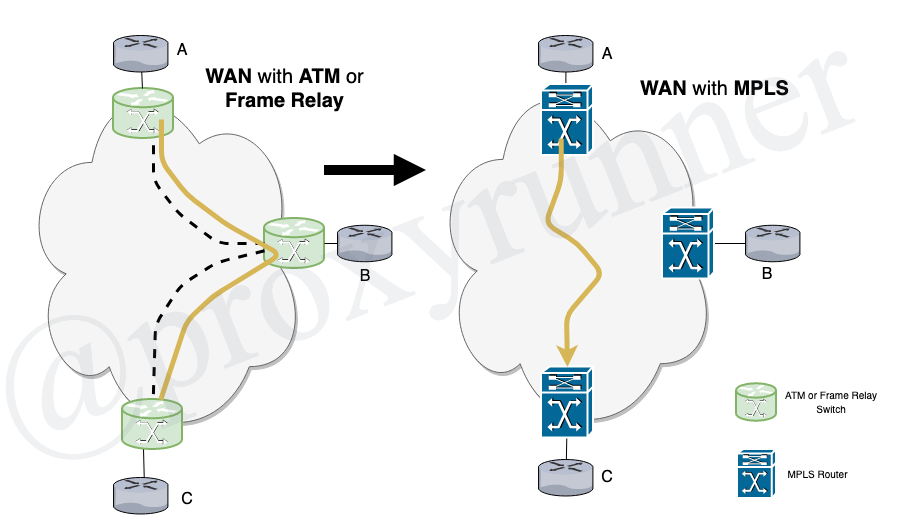 A
WAN with ATM or
Frame Relay
B
C
A
WAN with MPLS
B
C
ATM or Frame Relay
Switch
MPLS Router
@proxyrunner